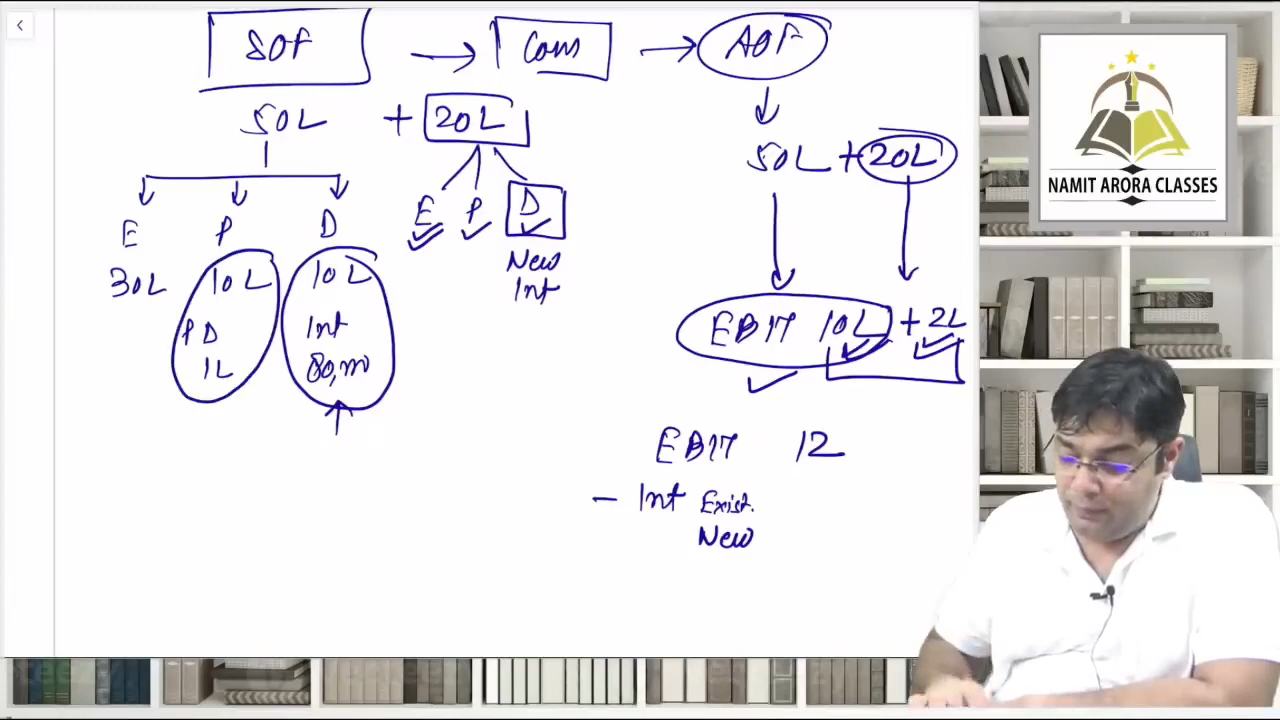 SOF → Com → AOF
50L + 20L
50L + 20L
E P D
E P D
30L 10L 10L
New
Int
PD
1L
Int
80,000
EBIT 10L + 2L
EBIT 12
- Int Exist.
New
NAMIT ARORA CLASSES